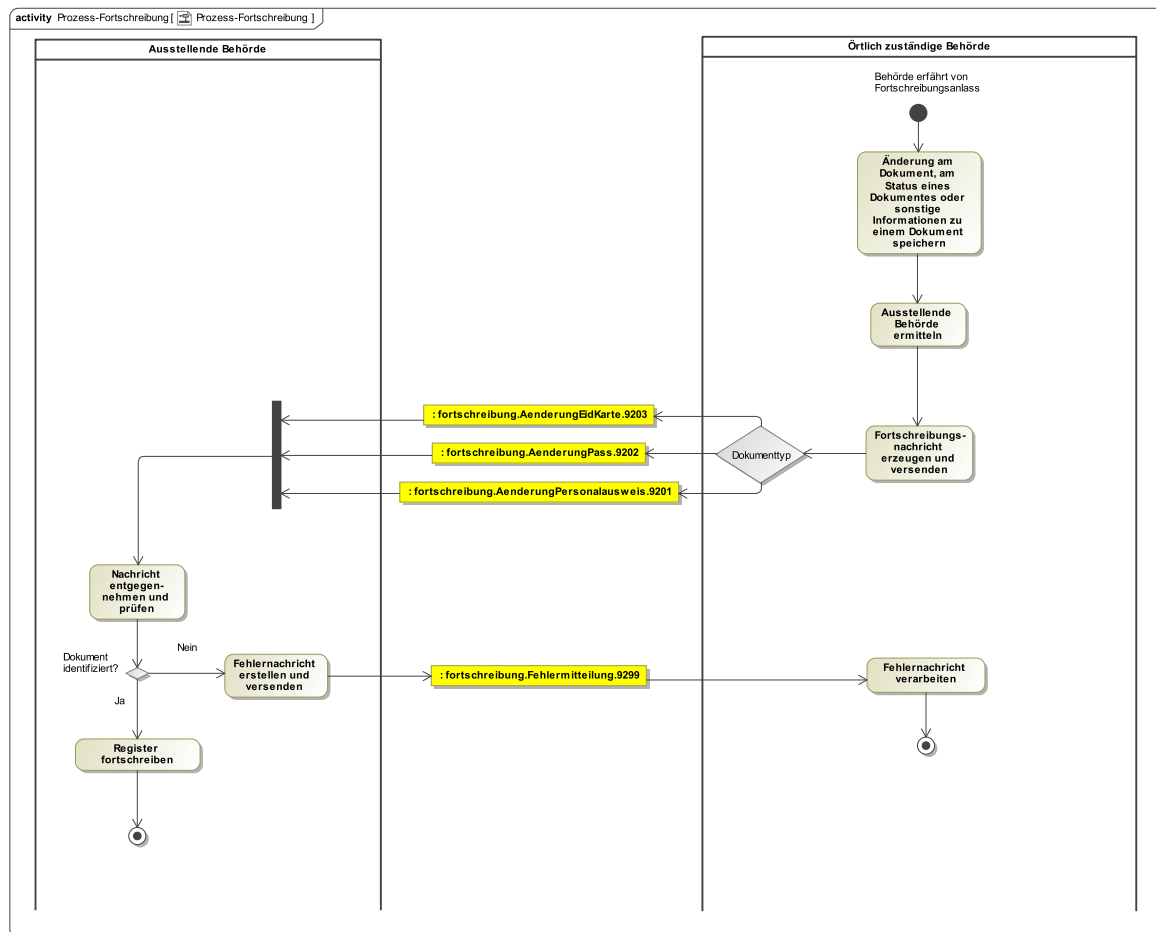 activity Prozess-Fortschreibung [ Prozess-Fortschreibung ]
Ausstellende Behörde
Örtlich zuständige Behörde
Behörde erfährt von
Fortschreibungsanlass
Änderung am
Dokument, am
Status eines
Dokumentes oder
sonstige
Informationen zu
einem Dokument
speichern
Ausstellende
Behörde
ermitteln
Fortschreibungs-
nachricht
erzeugen und
versenden
Dokumenttyp
: fortschreibung.AenderungEidKarte.9203
: fortschreibung.AenderungPass.9202
: fortschreibung.AenderungPersonalausweis.9201
Nachricht
entgegen-
nehmen und
prüfen
Dokument
identifiziert?
Nein
Ja
Fehlernachricht
erstellen und
versenden
: fortschreibung.Fehlermitteilung.9299
Fehlernachricht
verarbeiten
Register
fortschreiben